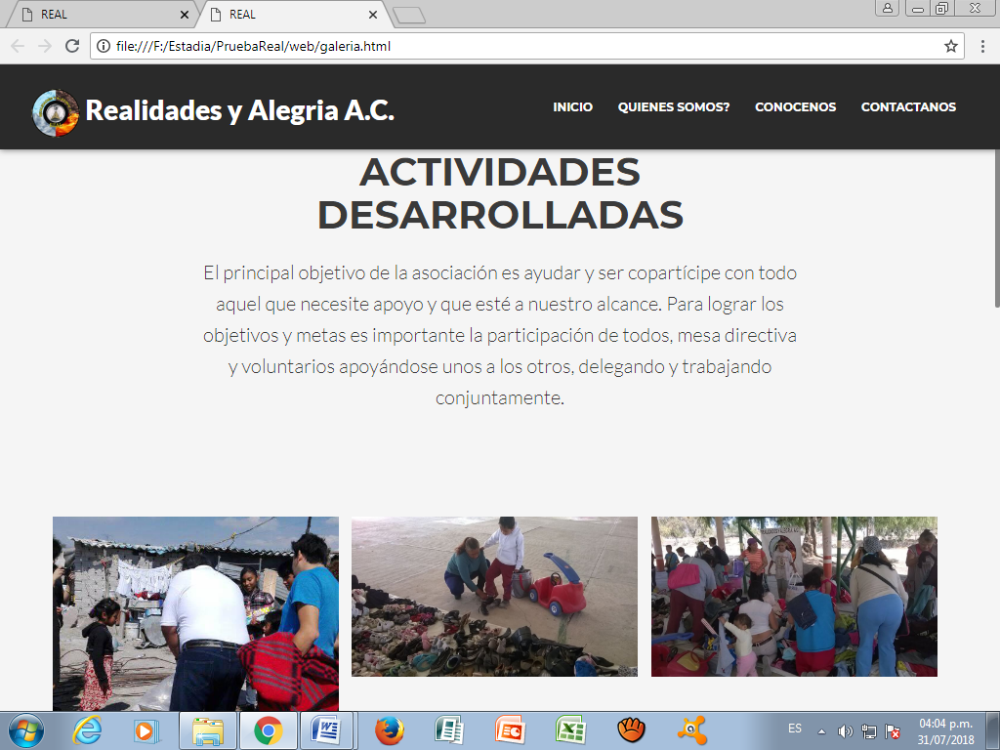 REAL
REAL
file:///F:/Estadia/PruebaReal/web/galeria.html
Realidades y Alegria A.C.
INICIO
QUIENES SOMOS?
CONOCENOS
CONTACTANOS
ACTIVIDADES
DESARROLLADAS
El principal objetivo de la asociación es ayudar y ser copartícipe con todo
aquel que necesite apoyo y que esté a nuestro alcance. Para lograr los
objetivos y metas es importante la participación de todos, mesa directiva
y voluntarios apoyándose unos a los otros, delegando y trabajando
conjuntamente.
ES
04:04 p.m.
31/07/2018